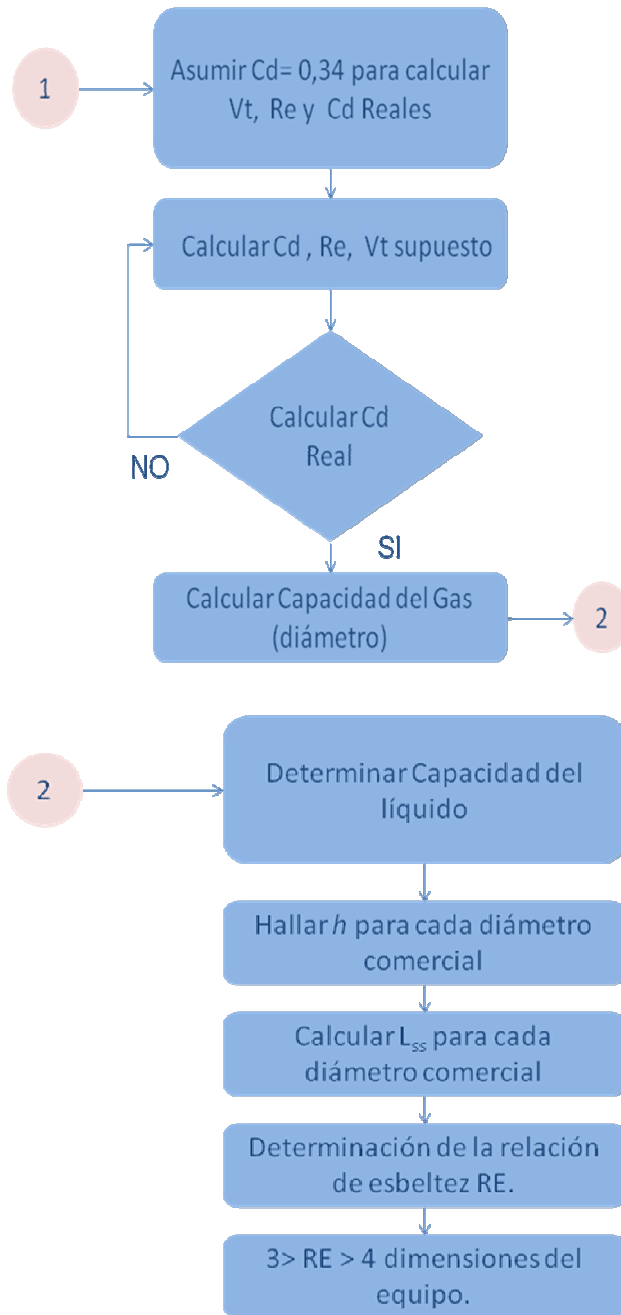 1
Asumir Cd= 0,34 para calcular
Vt, Re y Cd Reales
Calcular Cd , Re, Vt supuesto
Calcular Cd
Real
NO
SI
Calcular Capacidad del Gas
(diámetro)
2
2
Determinar Capacidad del
líquido
Hallar h para cada diámetro
comercial
Calcular Lss para cada
diámetro comercial
Determinación de la relación
de esbeltez RE.
3> RE > 4 dimensiones del
equipo.